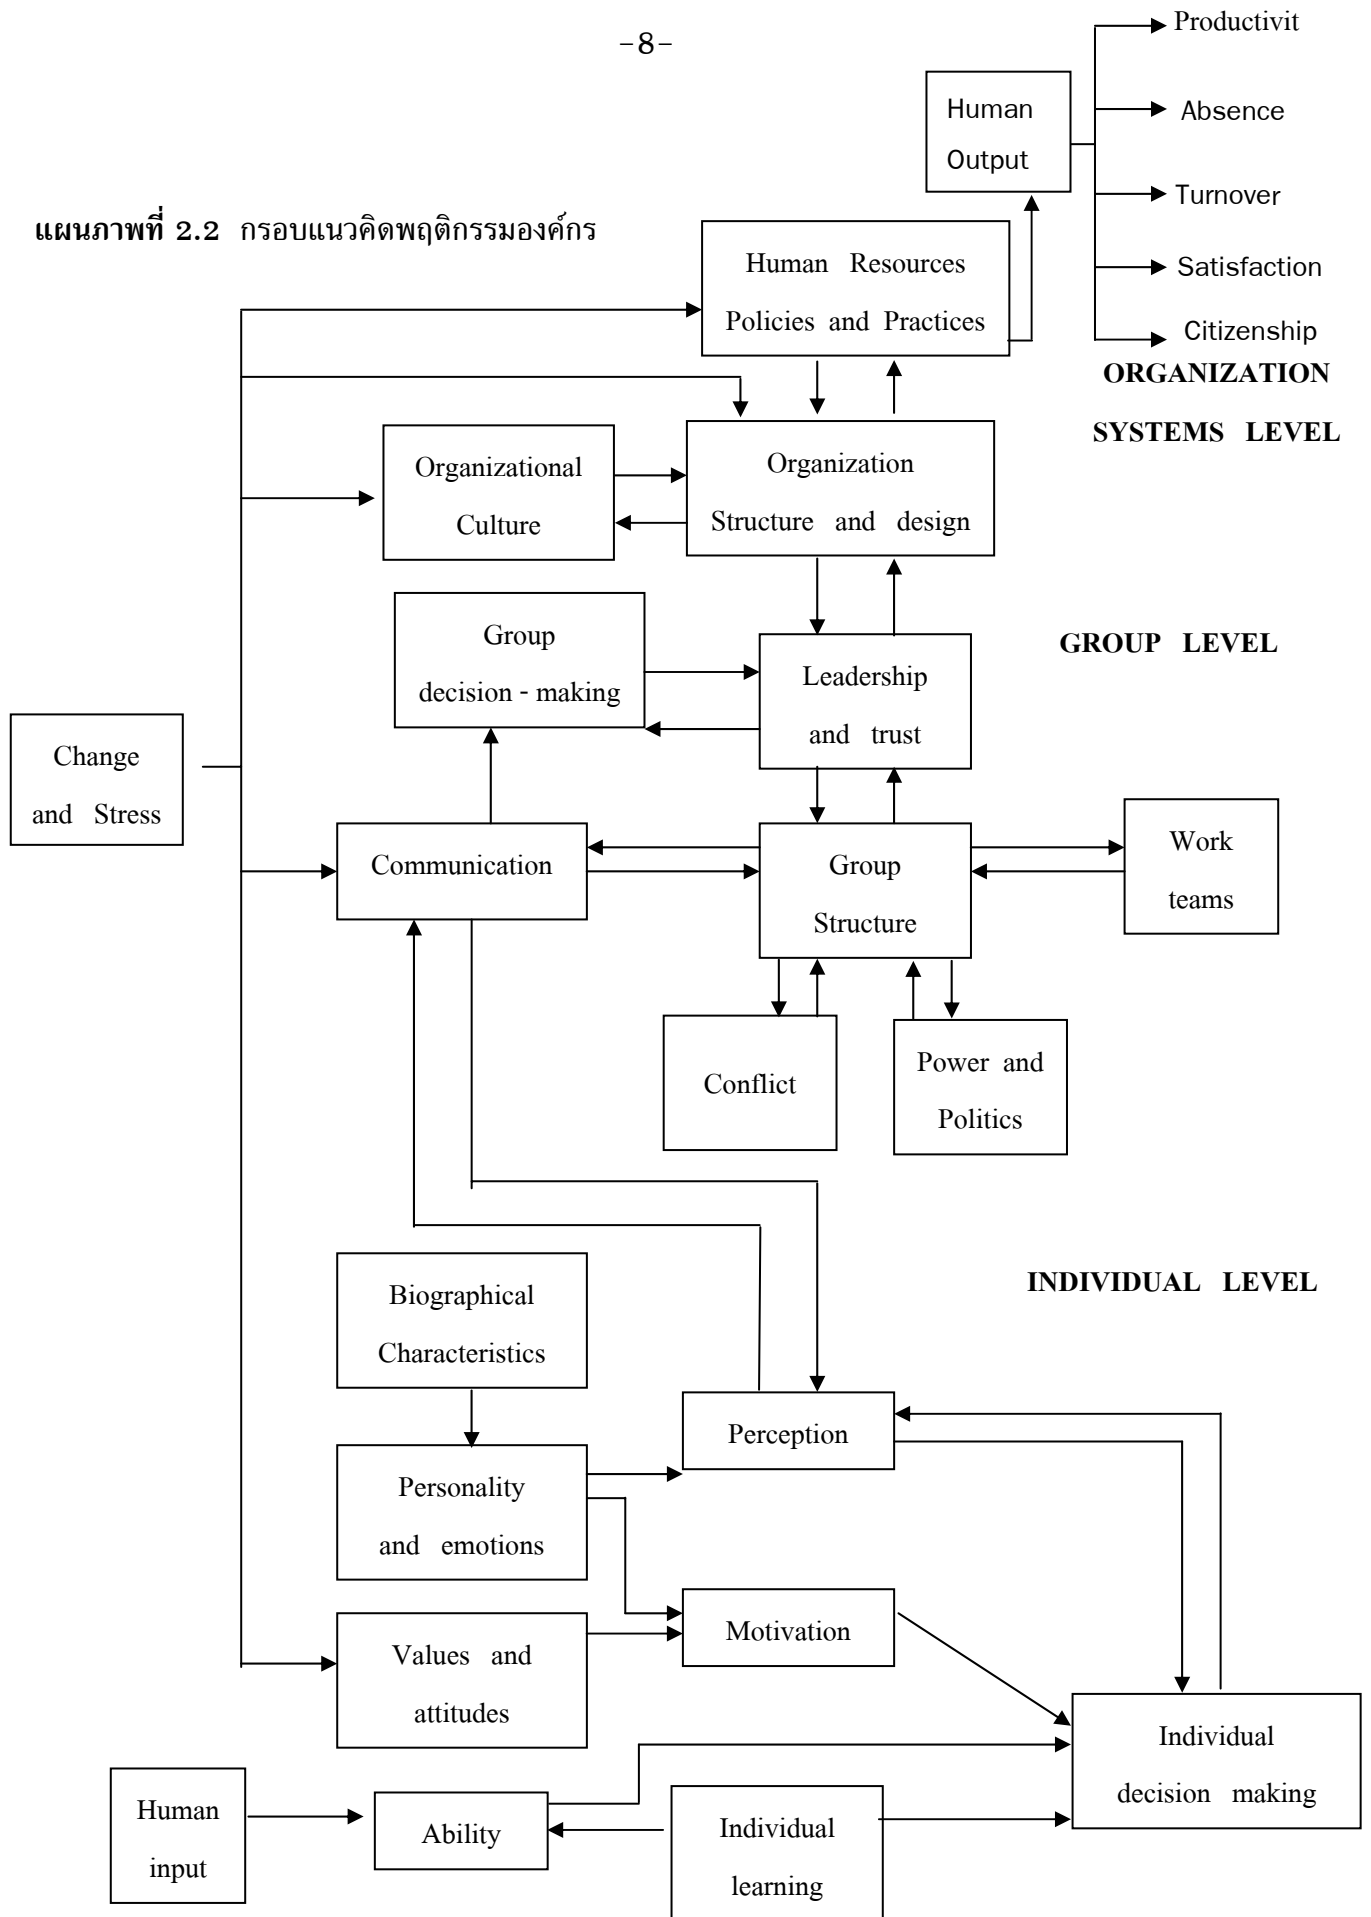 -8-
Productivit
Human
Output
Absence
Turnover
แผนภาพที่ 2.2 กรอบแนวคิดพฤติกรรมองค์กร
Human Resources
Policies and Practices
Satisfaction
Citizenship
ORGANIZATION
SYSTEMS LEVEL
Organizational
Culture
Organization
Structure and design
Group
decision - making
Leadership
and trust
GROUP LEVEL
Change
and Stress
Communication
Group
Structure
Work
teams
Conflict
Power and
Politics
INDIVIDUAL LEVEL
Biographical
Characteristics
Perception
Personality
and emotions
Motivation
Values and
attitudes
Individual
decision making
Human
input
Ability
Individual
learning